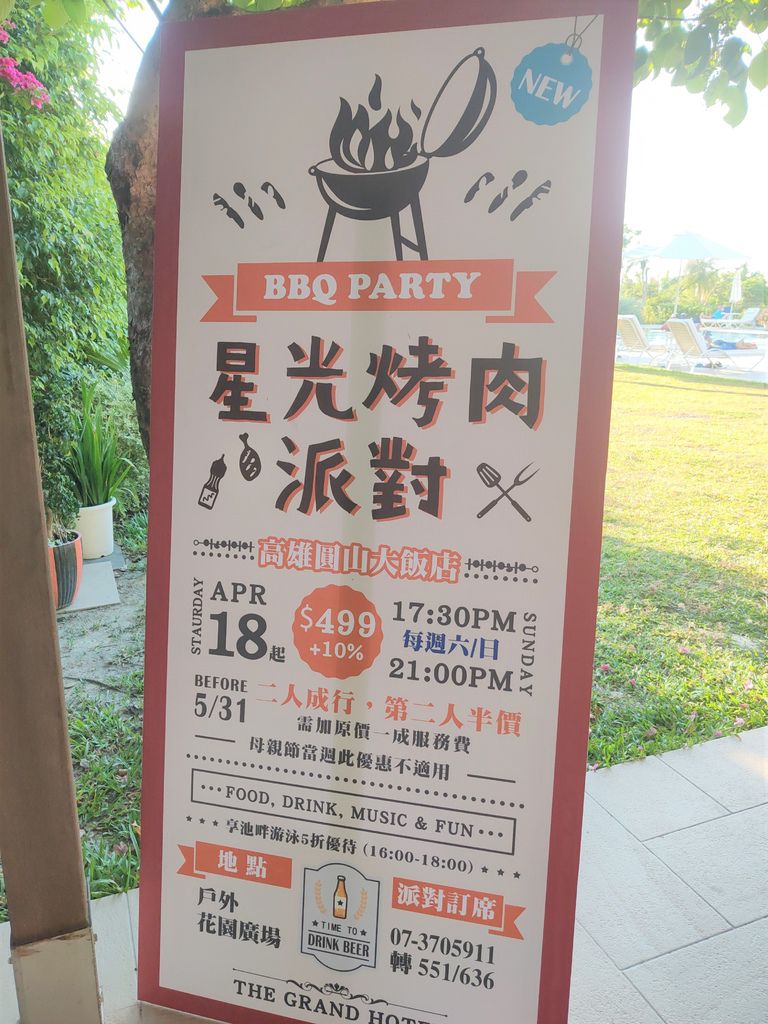 NEW
BBQ PARTY
星光烤肉
派對
高雄圓山大飯店
STAURDAY
APR
18起
$499
+10%
17:30PM
每週六/日
21:00PM
SUNDAY
BEFORE
5/31
二人成行，第二人半價
需加原價一成服務費
母親節當週此優惠不適用
FOOD, DRINK, MUSIC & FUN
享池畔游泳5折優待 (16:00-18:00)
地點
戶外
花園廣場
TIME TO
DRINK BEER
派對訂席
07-3705911
轉 551/636
THE GRAND HOTE